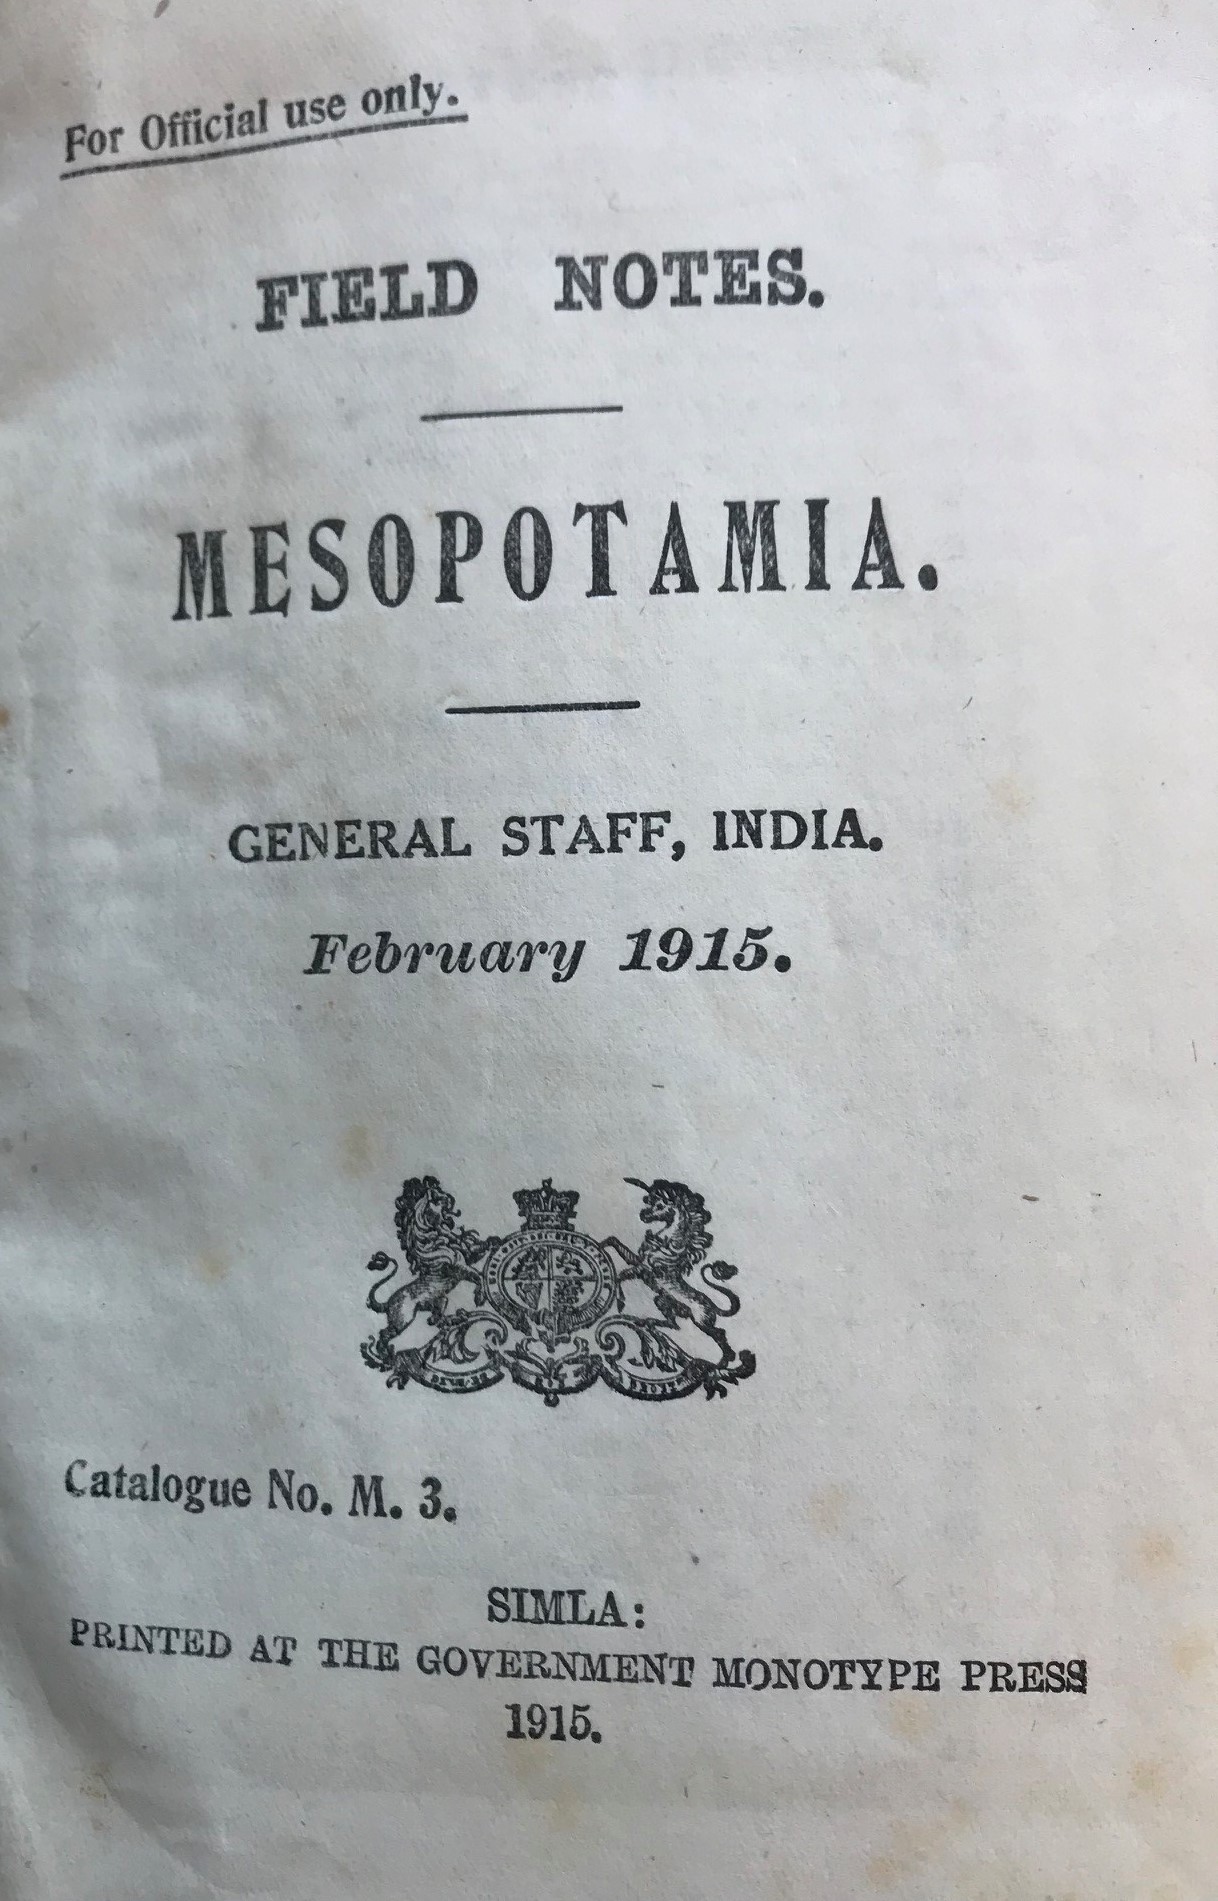 For Official use only.
FIELD NOTES.
MESOPOTAMIA.
GENERAL STAFF, INDIA.
February 1915.
Catalogue No. M. 3.
SIMLA:
PRINTED AT THE GOVERNMENT MONOTYPE PRESS
1915.